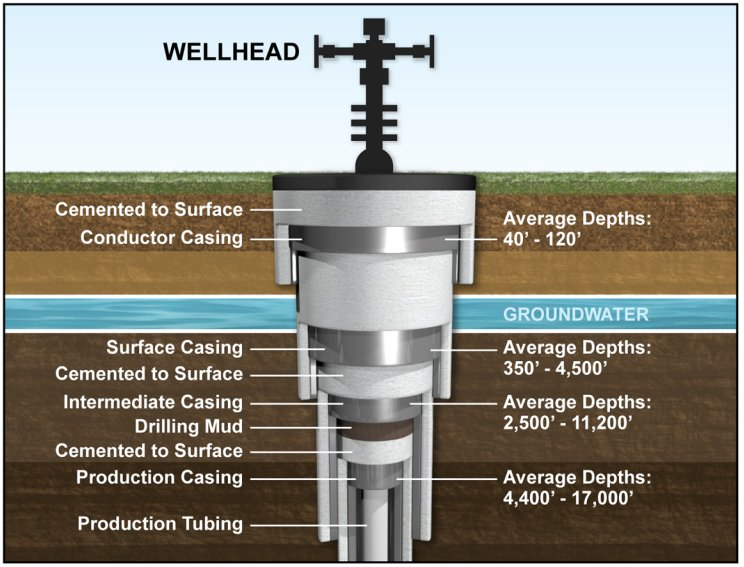 WELLHEAD
Cemented to Surface
Conductor Casing
Average Depths:
40’ - 120’
GROUNDWATER
Surface Casing
Cemented to Surface
Average Depths:
350’ - 4,500’
Intermediate Casing
Drilling Mud
Cemented to Surface
Average Depths:
2,500’ - 11,200’
Production Casing
Average Depths:
4,400’ - 17,000’
Production Tubing